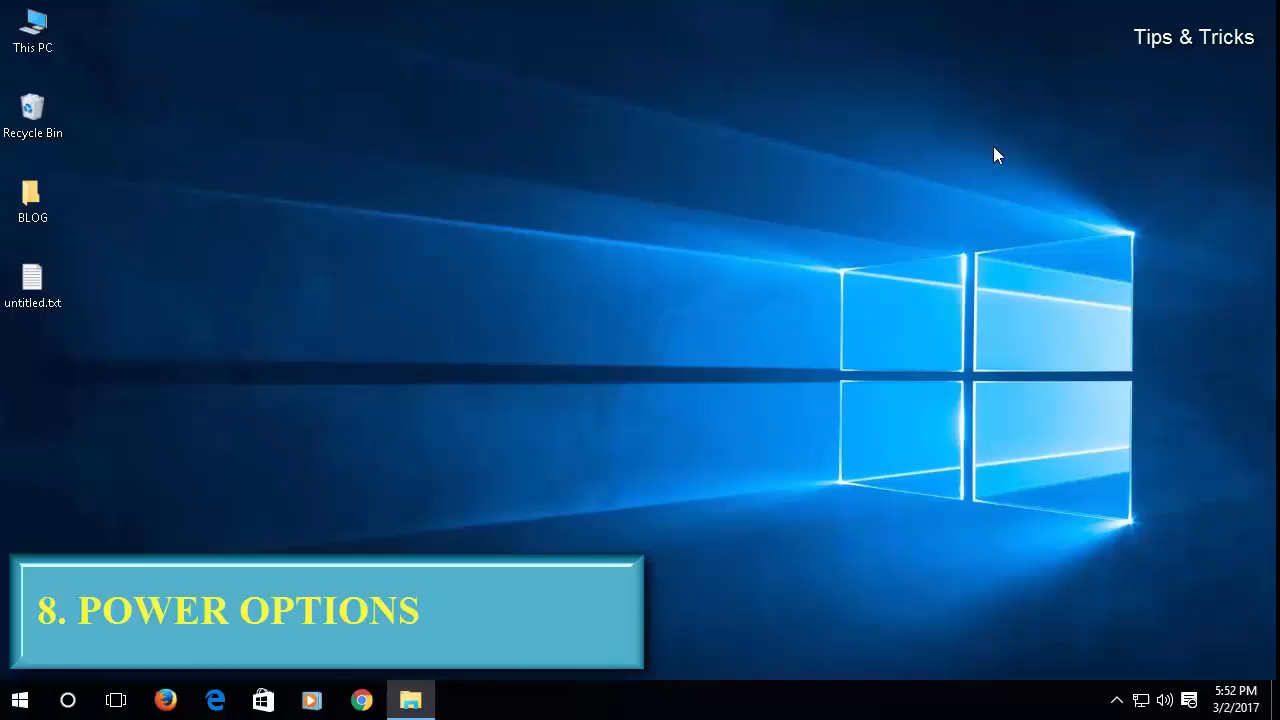 Tips & Tricks
This PC
Recycle Bin
BLOG
untitled.txt
8. POWER OPTIONS
5:52 PM
3/2/2017